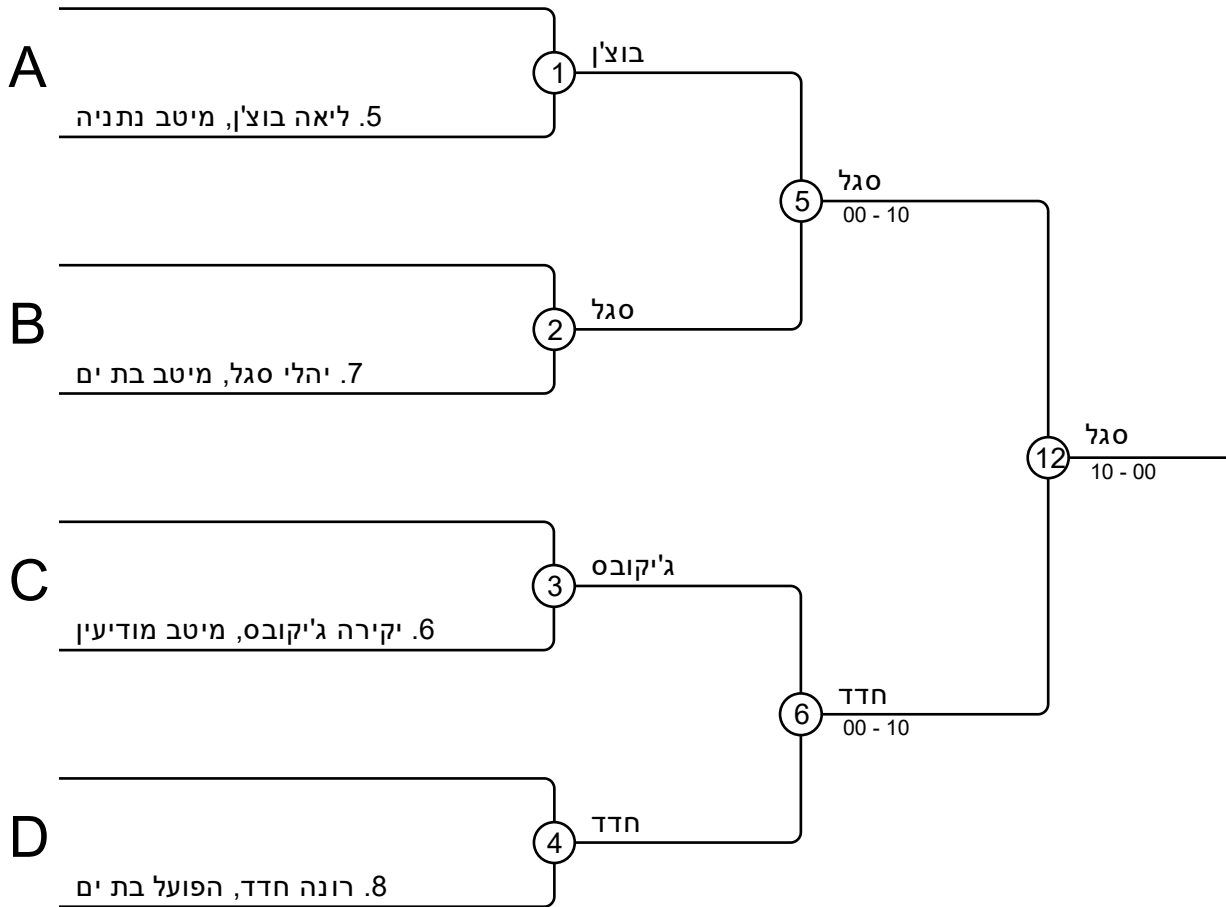 A
1
בוצ'ן
5. ליאה בוצ'ן, מיטב נתניה
5
סגל
00 - 10
B
2
סגל
7. יהלי סגל, מיטב בת ים
12
סגל
10 - 00
C
3
ג'יקובס
6. יקירה ג'יקובס, מיטב מודיעין
6
חדד
00 - 10
D
4
חדד
8. רונה חדד, הפועל בת ים